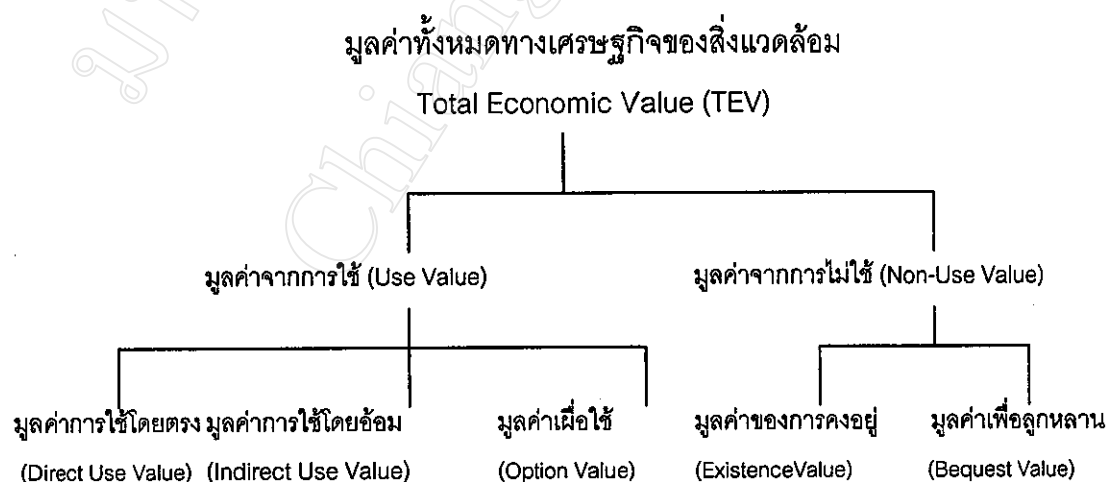 มูลค่าทั้งหมดทางเศรษฐกิจของสิ่งแวดล้อม
Total Economic Value (TEV)
มูลค่าจากการใช้ (Use Value) มูลค่าจากการไม่ใช้ (Non-Use Value)
มูลค่าการใช้โดยตรง มูลค่าการใช้โดยอ้อม มูลค่าเผื่อใช้ มูลค่าของการคงอยู่ มูลค่าเพื่อลูกหลาน
(Direct Use Value) (Indirect Use Value) (Option Value) (ExistenceValue) (Bequest Value)